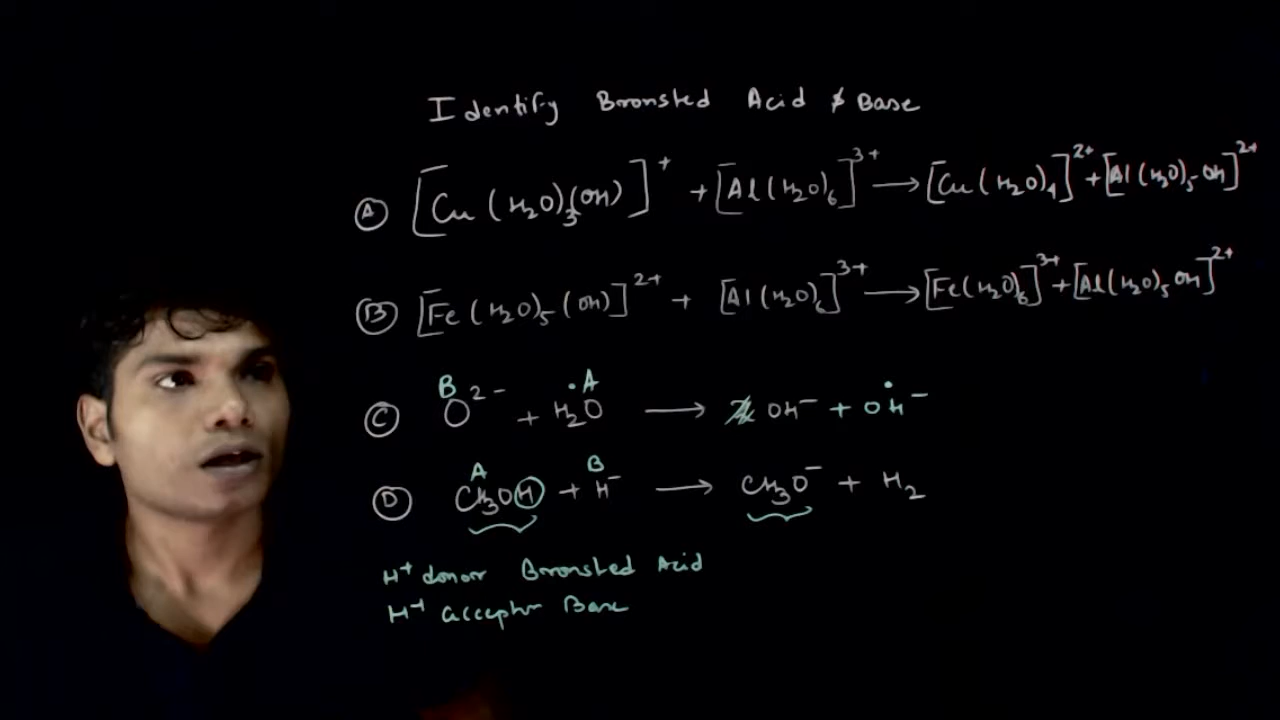 Identify Bronsted Acid & Base
A [Cu(H2O)3(OH)]+ + [Al(H2O)6]3+ → [Cu(H2O)4]2+ + [Al(H2O)5OH]2+
B [Fe(H2O)5(OH)]2+ + [Al(H2O)6]3+ → [Fe(H2O)6]3+ + [Al(H2O)5OH]2+
B A
C O2- + H2O → OH- + OH-
A B
D CH3OH + H- → CH3O- + H2
H+ donor Bronsted Acid
H+ acceptor Base